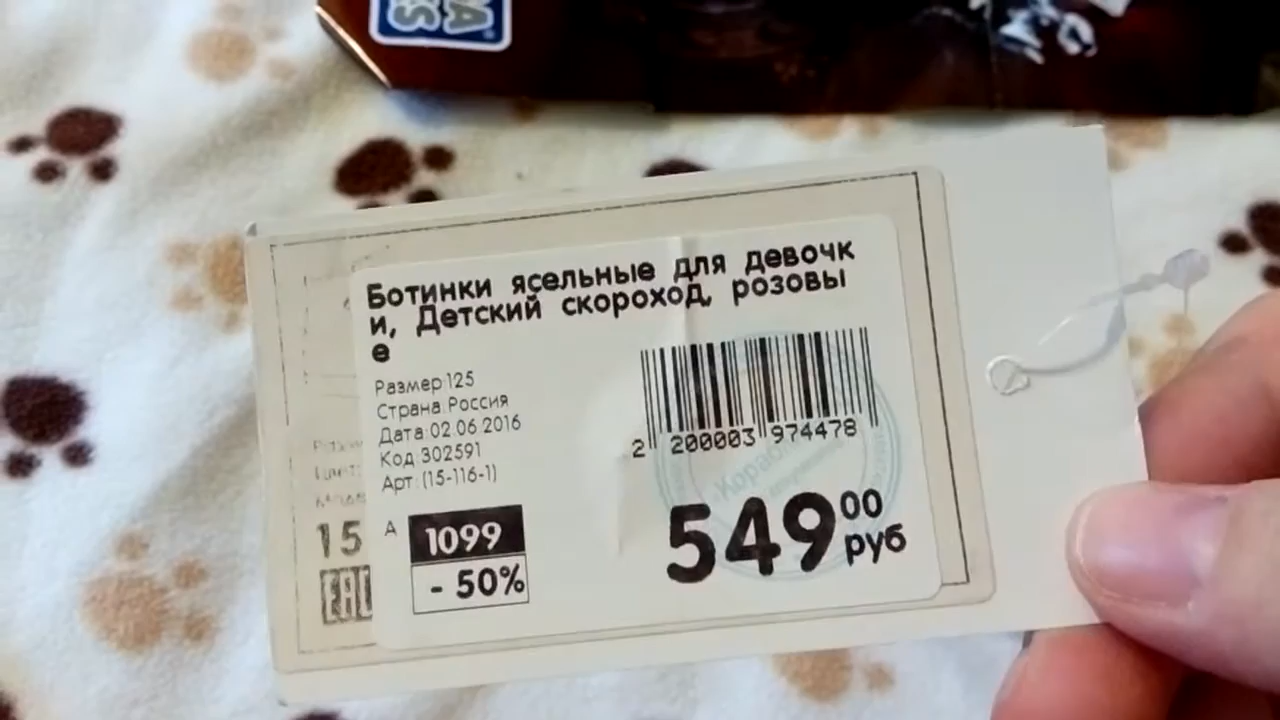 Ботинки ясельные для девочк
и, Детский скороход, розовы
е
Размер:125
Страна:Россия
Дата:02.06.2016
Код:302591
Арт.:(15-116-1)
2 200003 974478
А 1099
- 50%
549 00
руб
15
ЕАС